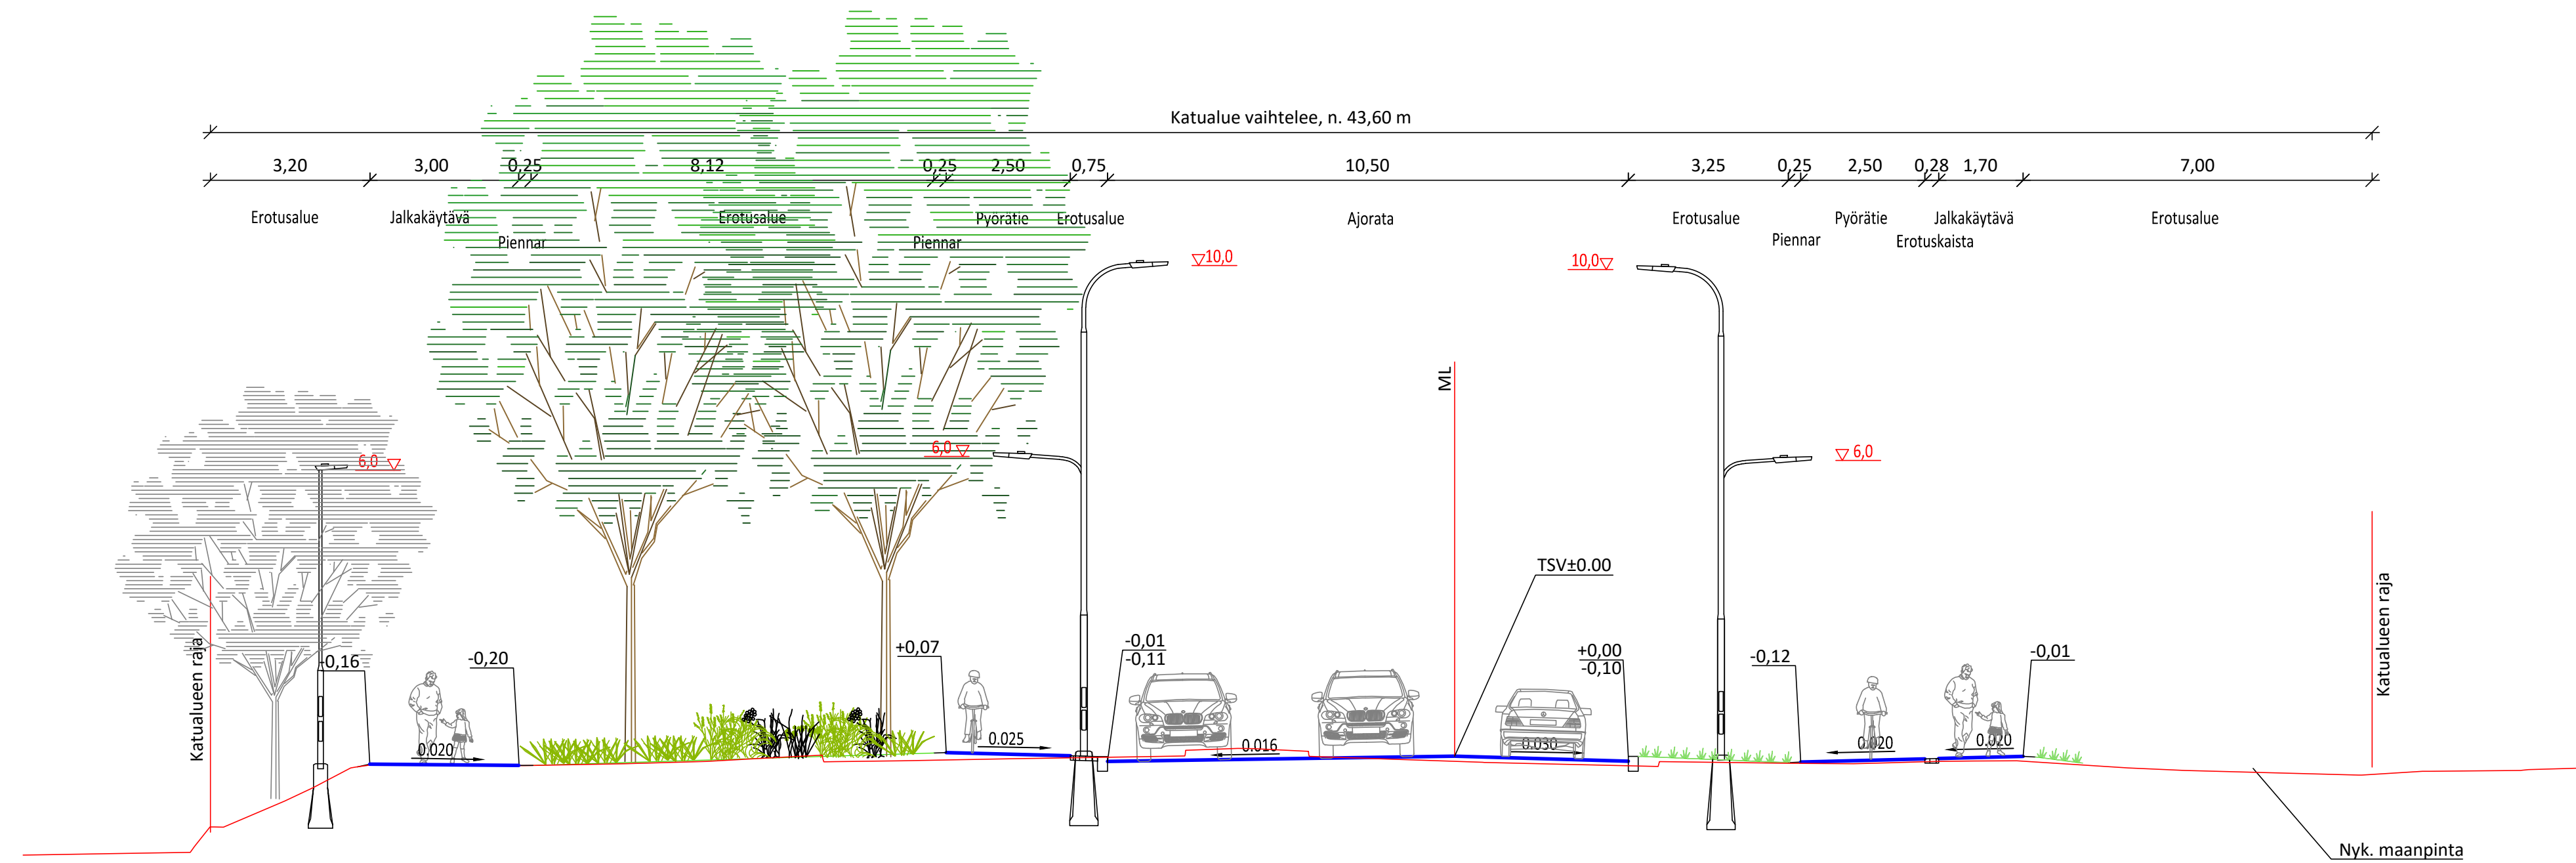 Katualue vaihtelee, n. 43,60 m
3,20 3,00 0,25 8,12 0,25 2,50 0,75 10,50 3,25 0,25 2,50 0,28 1,70 7,00
Erotusalue Jalkakäytävä Erotusalue Pyörätie Erotusalue Ajorata Erotusalue Pyörätie Jalkakäytävä Erotusalue
Piennar Piennar Piennar Erotuskaista
10,0 10,0
ML
6,0 6,0 6,0
TSV±0.00
Katualueen raja
Katualueen raja
-0,16 -0,20 +0,07 -0,01 +0,00 -0,12 -0,01
-0,11 -0,10
0.020 0.025 0.016 0.030 0.020 0.020
Nyk. maanpinta